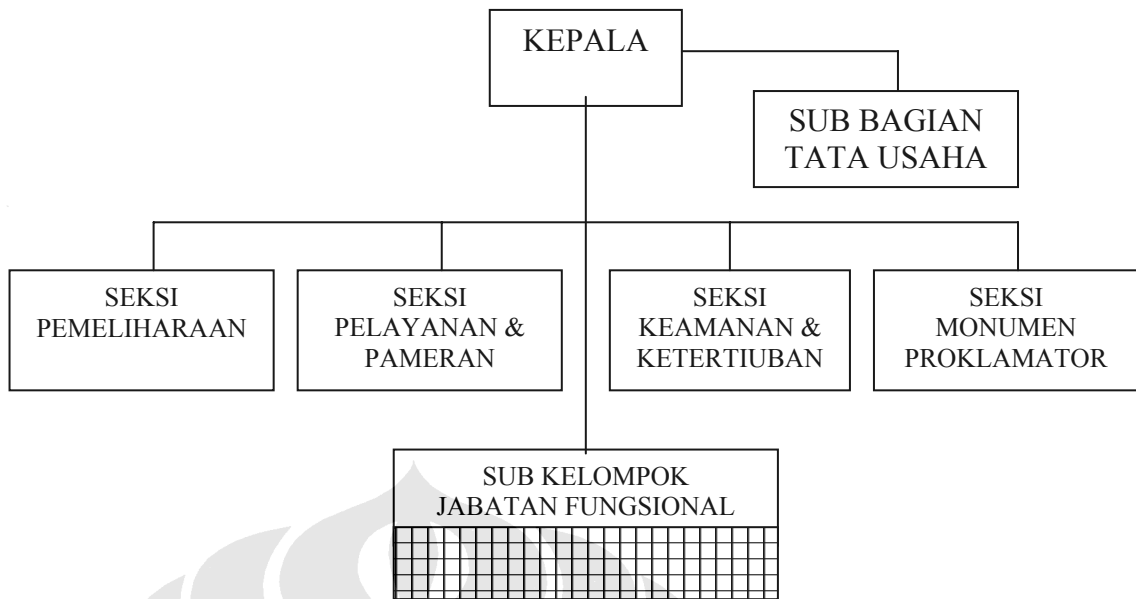 KEPALA
SUB BAGIAN
TATA USAHA
SEKSI
PEMELIHARAAN
SEKSI
PELAYANAN &
PAMERAN
SEKSI
KEAMANAN &
KETERTIUBAN
SEKSI
MONUMEN
PROKLAMATOR
SUB KELOMPOK
JABATAN FUNGSIONAL